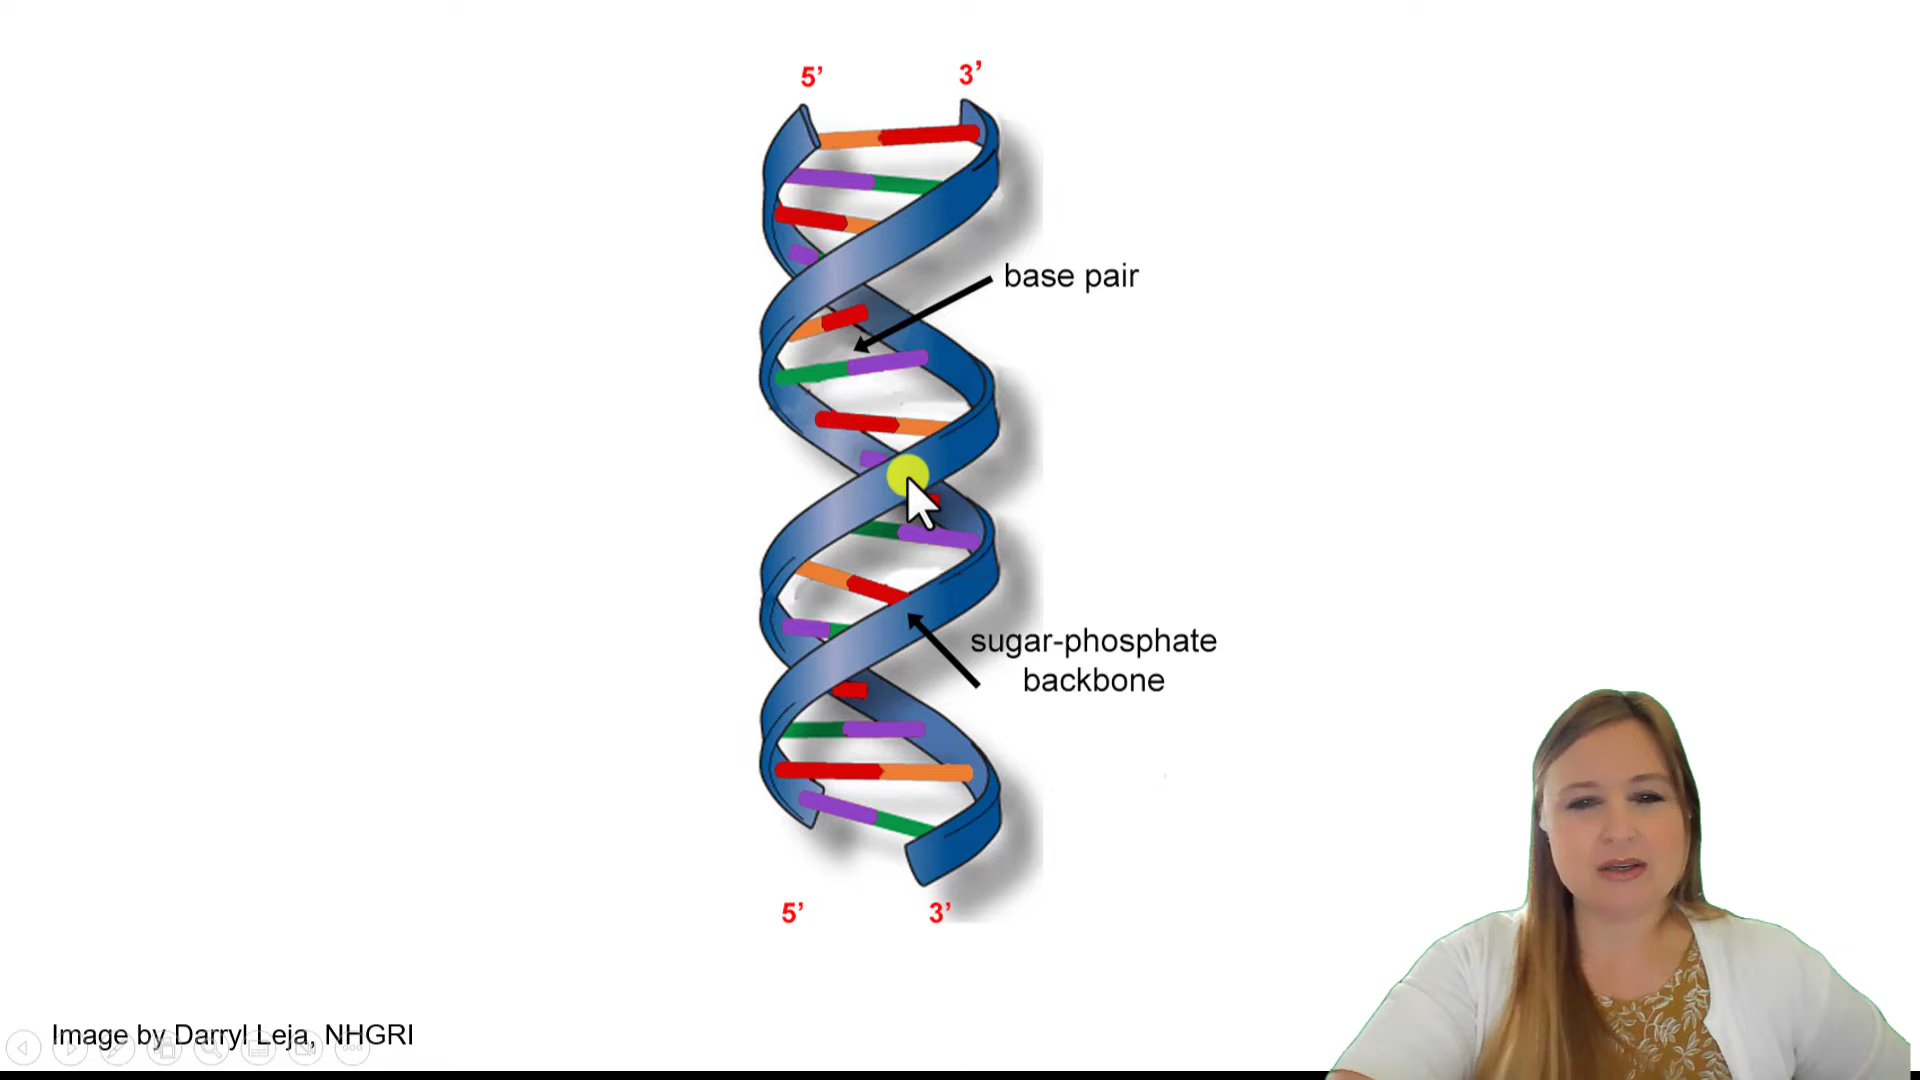 5’ 3’
base pair
sugar-phosphate
backbone
5’ 3’
Image by Darryl Leja, NHGRI